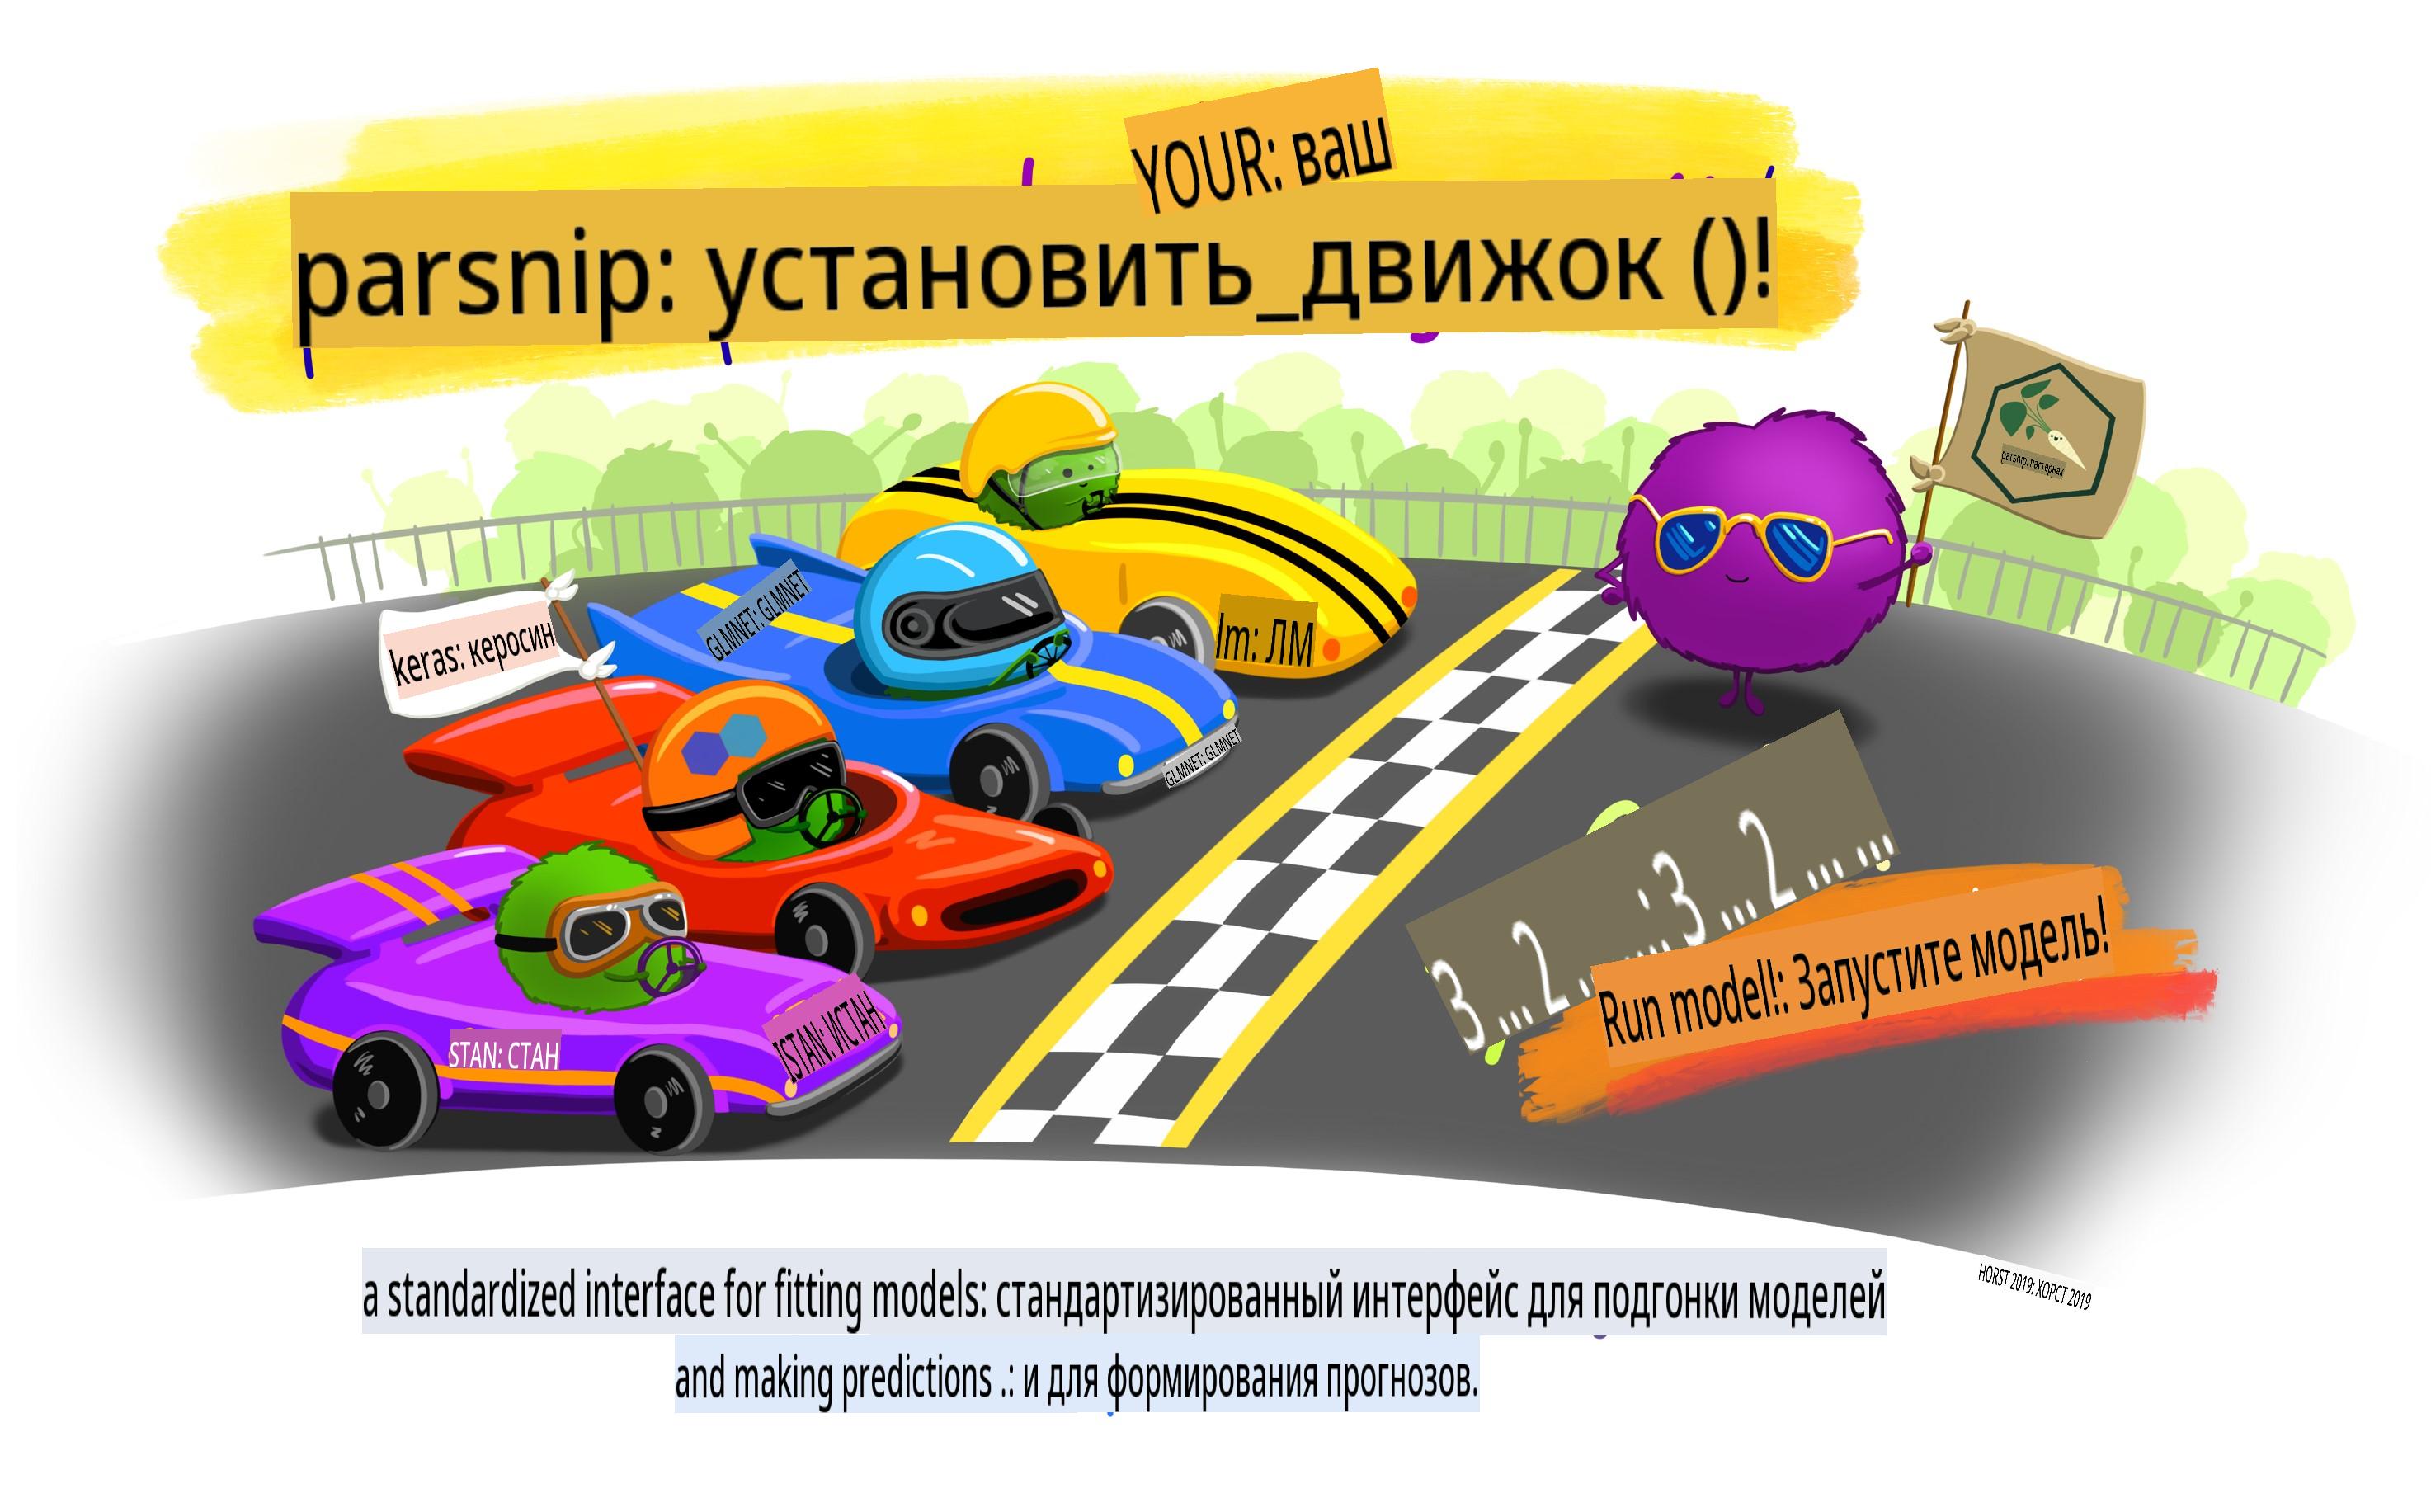 YOUR: ваш
parsnip: установить_движок ()!
parsnip: пастернак
GLMNET: GLMNET
keras: керосин
lm: ЛМ
GLMNET: GLMNET
3 ... 2 ... ...: 3 ... 2 ... ...
Run model!: Запустите модель!
STAN: СТАН
ISTAN: ИСТАН
a standardized interface for fitting models: стандартизированный интерфейс для подгонки моделей
HORST 2019: ХОРСТ 2019
and making predictions .: и для формирования прогнозов.